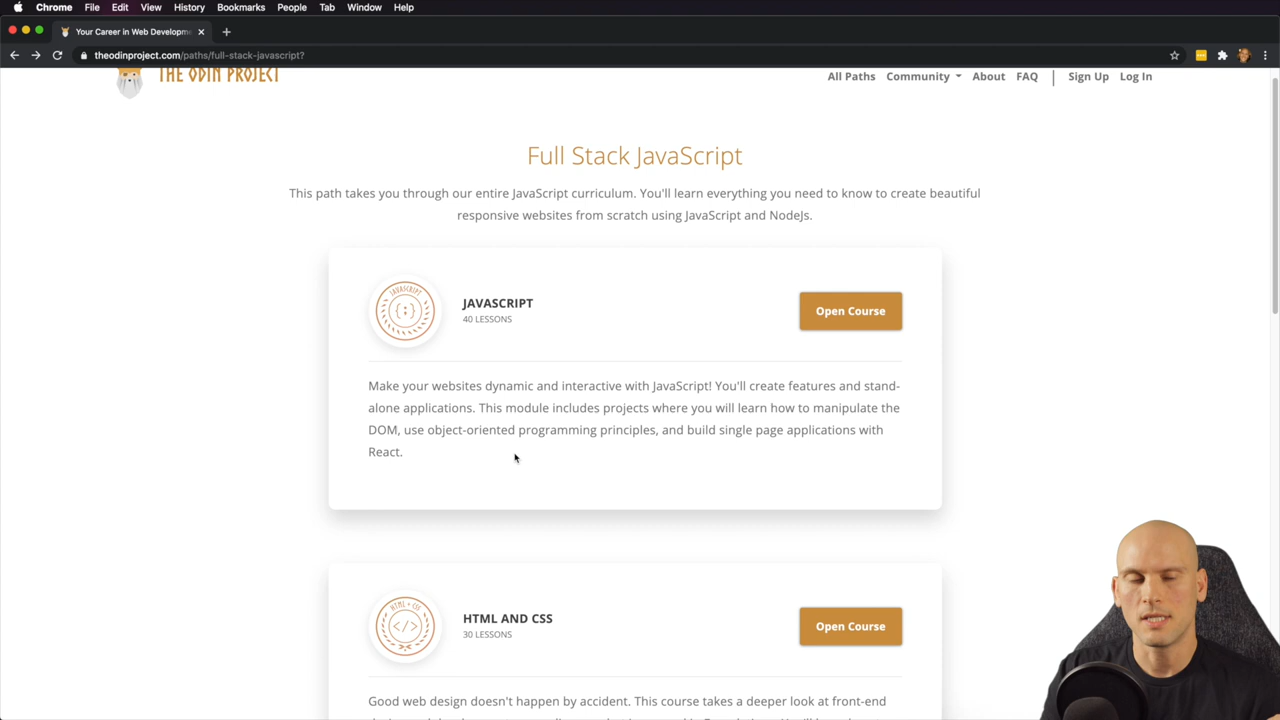 Chrome File Edit View History Bookmarks People Tab Window Help
Your Career in Web Developm
theodinproject.com/paths/full-stack-javascript?
THE ODIN PROJECT
All Paths Community About FAQ | Sign Up Log In
Full Stack JavaScript
This path takes you through our entire JavaScript curriculum. You'll learn everything you need to know to create beautiful
responsive websites from scratch using JavaScript and NodeJs.
JAVASCRIPT
{;}
JAVASCRIPT
40 LESSONS
Open Course
Make your websites dynamic and interactive with JavaScript! You'll create features and stand-
alone applications. This module includes projects where you will learn how to manipulate the
DOM, use object-oriented programming principles, and build single page applications with
React.
HTML + CSS
</>
HTML AND CSS
30 LESSONS
Open Course
Good web design doesn't happen by accident. This course takes a deeper look at front-end